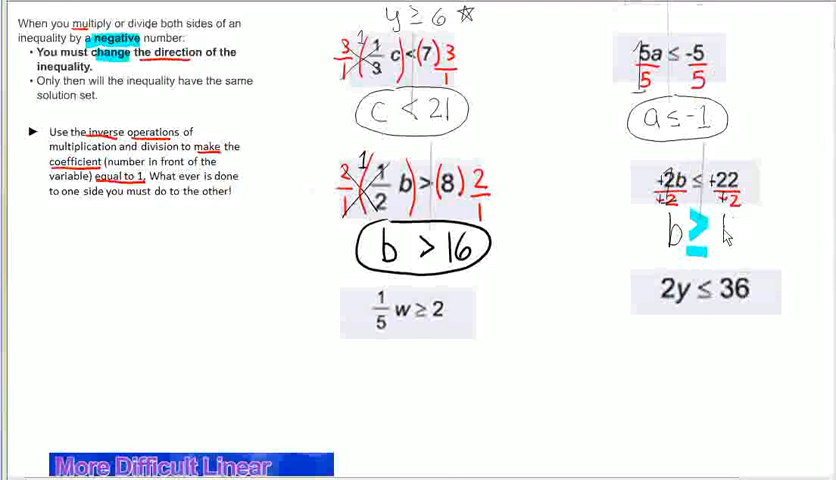 When you multiply or divide both sides of an
inequality by a negative number:
• You must change the direction of the
inequality.
• Only then will the inequality have the same
solution set.
► Use the inverse operations of
multiplication and division to make the
coefficient (number in front of the
variable) equal to 1. What ever is done
to one side you must do to the other!
y ≥ 6 ☆
3/1 (1/3 c) < (7) 3/1
1
c < 21
2/1 (1/2 b) > (8) 2/1
1
b > 16
1/5 w ≥ 2
5a ≤ -5
5 5
a ≤ -1
-2b ≤ -22
b ≥
2y ≤ 36
More Difficult Linear